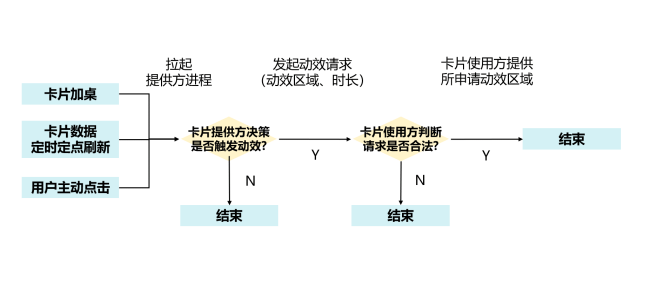 拉起
提供方进程
发起动效请求
（动效区域、时长）
卡片使用方提供
所申请动效区域
卡片加桌
卡片数据
定时定点刷新
用户主动点击
卡片提供方决策
是否触发动效?
Y
N
结束
卡片使用方判断
请求是否合法?
Y
N
结束
结束